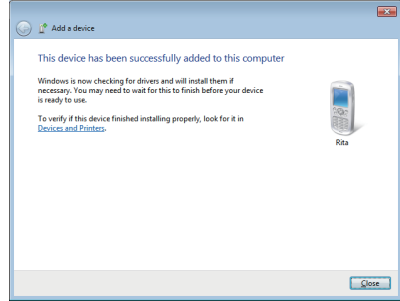 Add a device
This device has been successfully added to this computer
Windows is now checking for drivers and will install them if
necessary. You may need to wait for this to finish before your device
is ready to use.
To verify if this device finished installing properly, look for it in
Devices and Printers.
Rita
Close